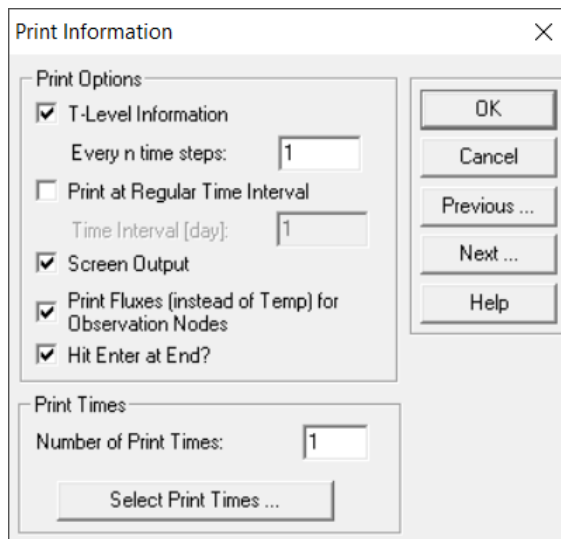 Print Information
Print Options
T-Level Information
Every n time steps: 1
Print at Regular Time Interval
Time Interval [day]: 1
Screen Output
Print Fluxes (instead of Temp) for
Observation Nodes
Hit Enter at End?
Print Times
Number of Print Times: 1
Select Print Times ...
OK
Cancel
Previous ...
Next ...
Help